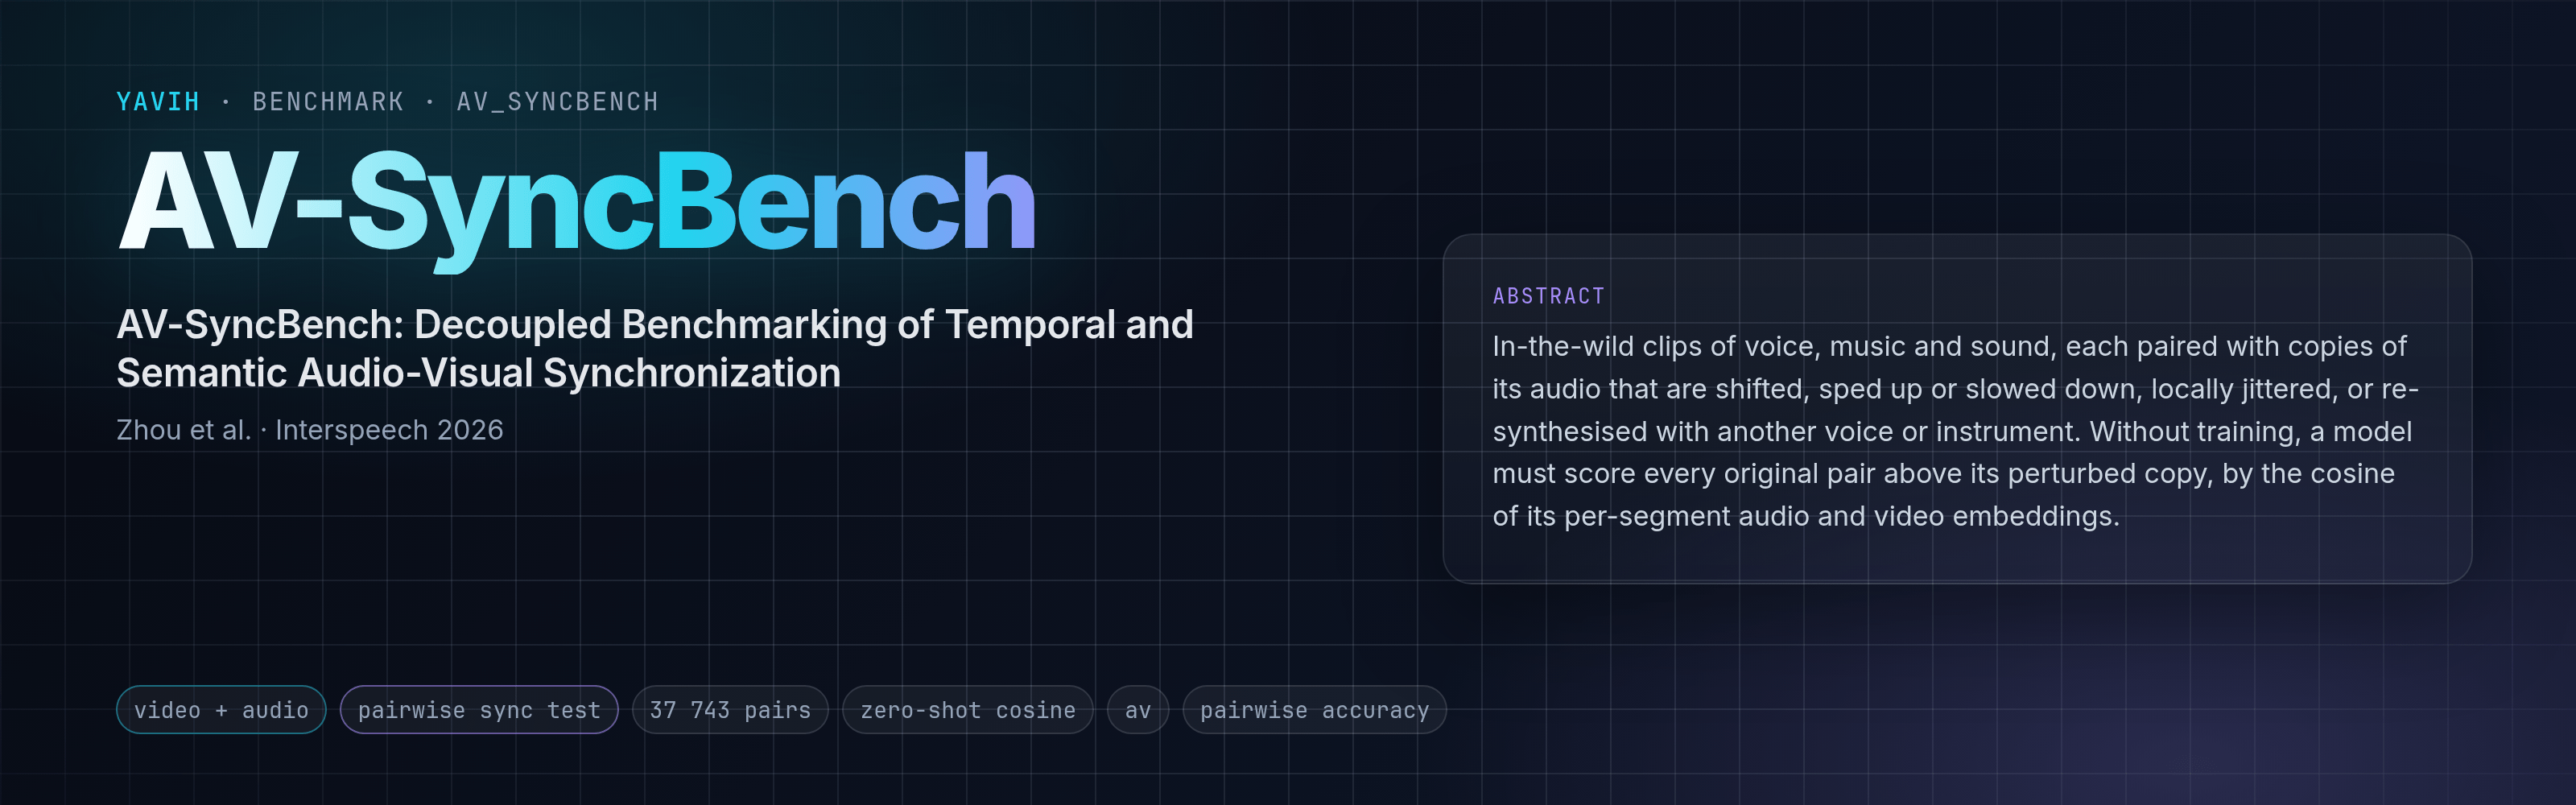 YAVIH · BENCHMARK · AV_SYNCBENCH
AV-SyncBench
AV-SyncBench: Decoupled Benchmarking of Temporal and
Semantic Audio-Visual Synchronization
Zhou et al. · Interspeech 2026
ABSTRACT
In-the-wild clips of voice, music and sound, each paired with copies of
its audio that are shifted, sped up or slowed down, locally jittered, or re-
synthesised with another voice or instrument. Without training, a model
must score every original pair above its perturbed copy, by the cosine
of its per-segment audio and video embeddings.
video + audio
pairwise sync test
37 743 pairs
zero-shot cosine
av
pairwise accuracy